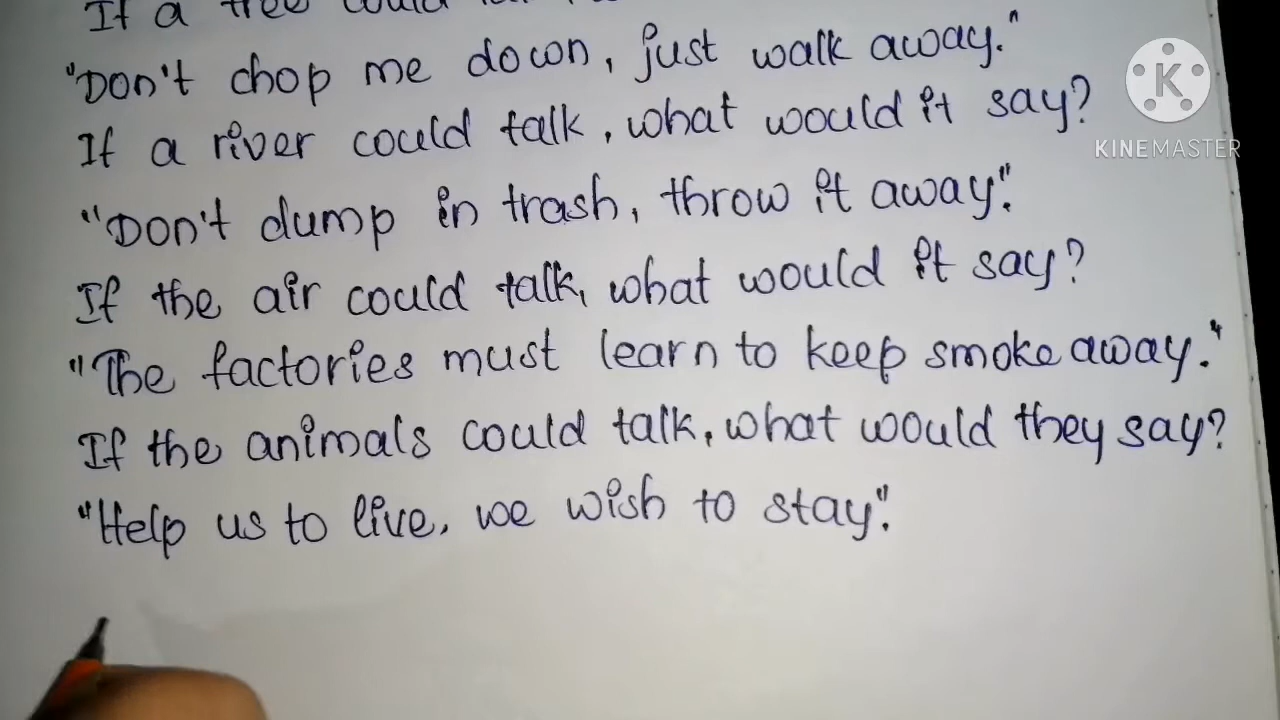 If a tree could
"Don't chop me down, just walk away."
If a river could talk, what would it say?
"Don't dump in trash, throw it away".
If the air could talk, what would it say?
"The factories must learn to keep smoke away."
If the animals could talk, what would they say?
"Help us to live, we wish to stay".
K
KINEMASTER